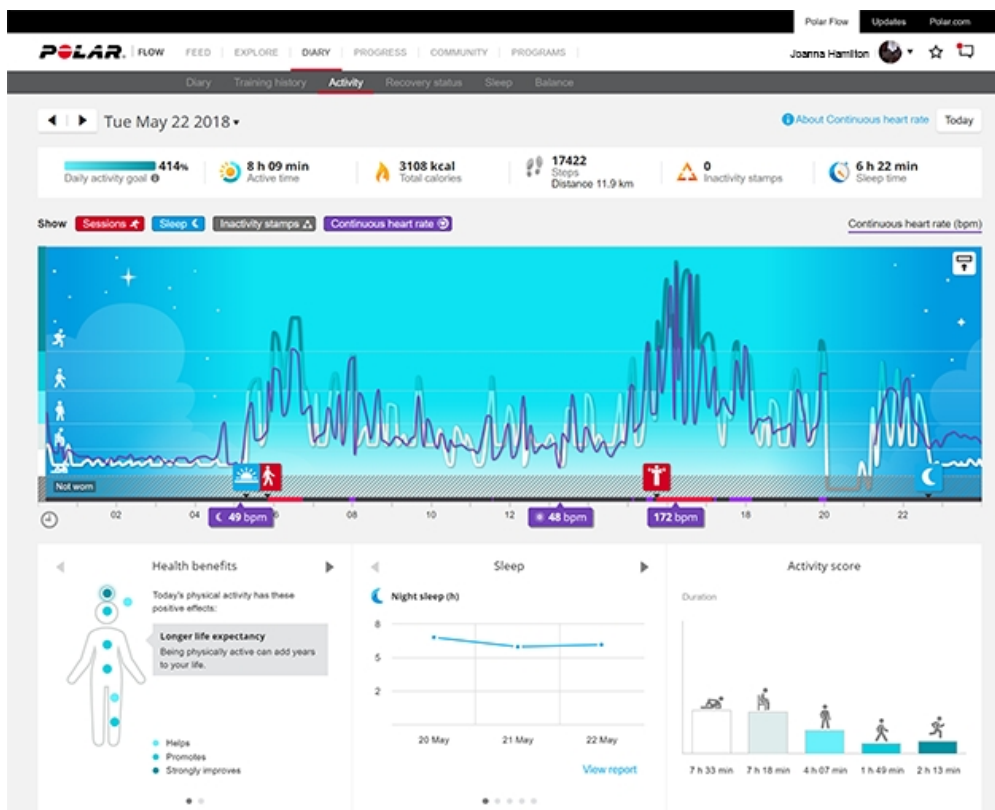 Polar Flow Updates Polar.com
POLAR. FLOW FEED EXPLORE DIARY PROGRESS COMMUNITY PROGRAMS Joanna Hamilton
Diary Training history Activity Recovery status Sleep Balance
Tue May 22 2018 About Continuous heart rate Today
414%
Daily activity goal
8 h 09 min
Active time
3108 kcal
Total calories
17422
Steps
Distance 11.9 km
0
Inactivity stamps
6 h 22 min
Sleep time
Show Sessions Sleep Inactivity stamps Continuous heart rate Continuous heart rate (bpm)
Not worn
02 06 08 10 12 18 20 22
49 bpm 48 bpm 172 bpm
Health benefits
Today's physical activity has these
positive effects:
Longer life expectancy
Being physically active can add years
to your life.
Helps
Promotes
Strongly improves
Sleep
Night sleep (h)
8
5
2
20 May 21 May 22 May
View report
Activity score
Duration
7 h 33 min 7 h 18 min 4 h 07 min 1 h 49 min 2 h 13 min